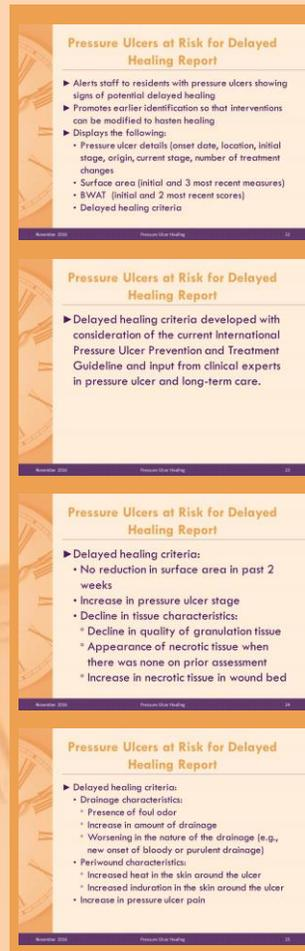 Pressure Ulcers at Risk for Delayed
Healing Report
► Alerts staff to residents with pressure ulcers showing
signs of potential delayed healing
► Promotes earlier identification so that interventions
can be modified to hasten healing
► Displays the following:
• Pressure ulcer details (onset date, location, initial
stage, origin, current stage, number of treatment
changes
• Surface area (initial and 3 most recent measures)
• BWAT (initial and 2 most recent scores)
• Delayed healing criteria
November 2016 Pressure Ulcer Healing 22
Pressure Ulcers at Risk for Delayed
Healing Report
► Delayed healing criteria developed with
consideration of the current International
Pressure Ulcer Prevention and Treatment
Guideline and input from clinical experts
in pressure ulcer and long-term care.
November 2016 Pressure Ulcer Healing 23
Pressure Ulcers at Risk for Delayed
Healing Report
► Delayed healing criteria:
• No reduction in surface area in past 2
weeks
• Increase in pressure ulcer stage
• Decline in tissue characteristics:
° Decline in quality of granulation tissue
° Appearance of necrotic tissue when
there was none on prior assessment
° Increase in necrotic tissue in wound bed
November 2016 Pressure Ulcer Healing 24
Pressure Ulcers at Risk for Delayed
Healing Report
► Delayed healing criteria:
• Drainage characteristics:
° Presence of foul odor
° Increase in amount of drainage
° Worsening in the nature of the drainage (e.g.,
new onset of bloody or purulent drainage)
• Periwound characteristics:
° Increased heat in the skin around the ulcer
° Increased induration in the skin around the ulcer
• Increase in pressure ulcer pain
November 2016 Pressure Ulcer Healing 25